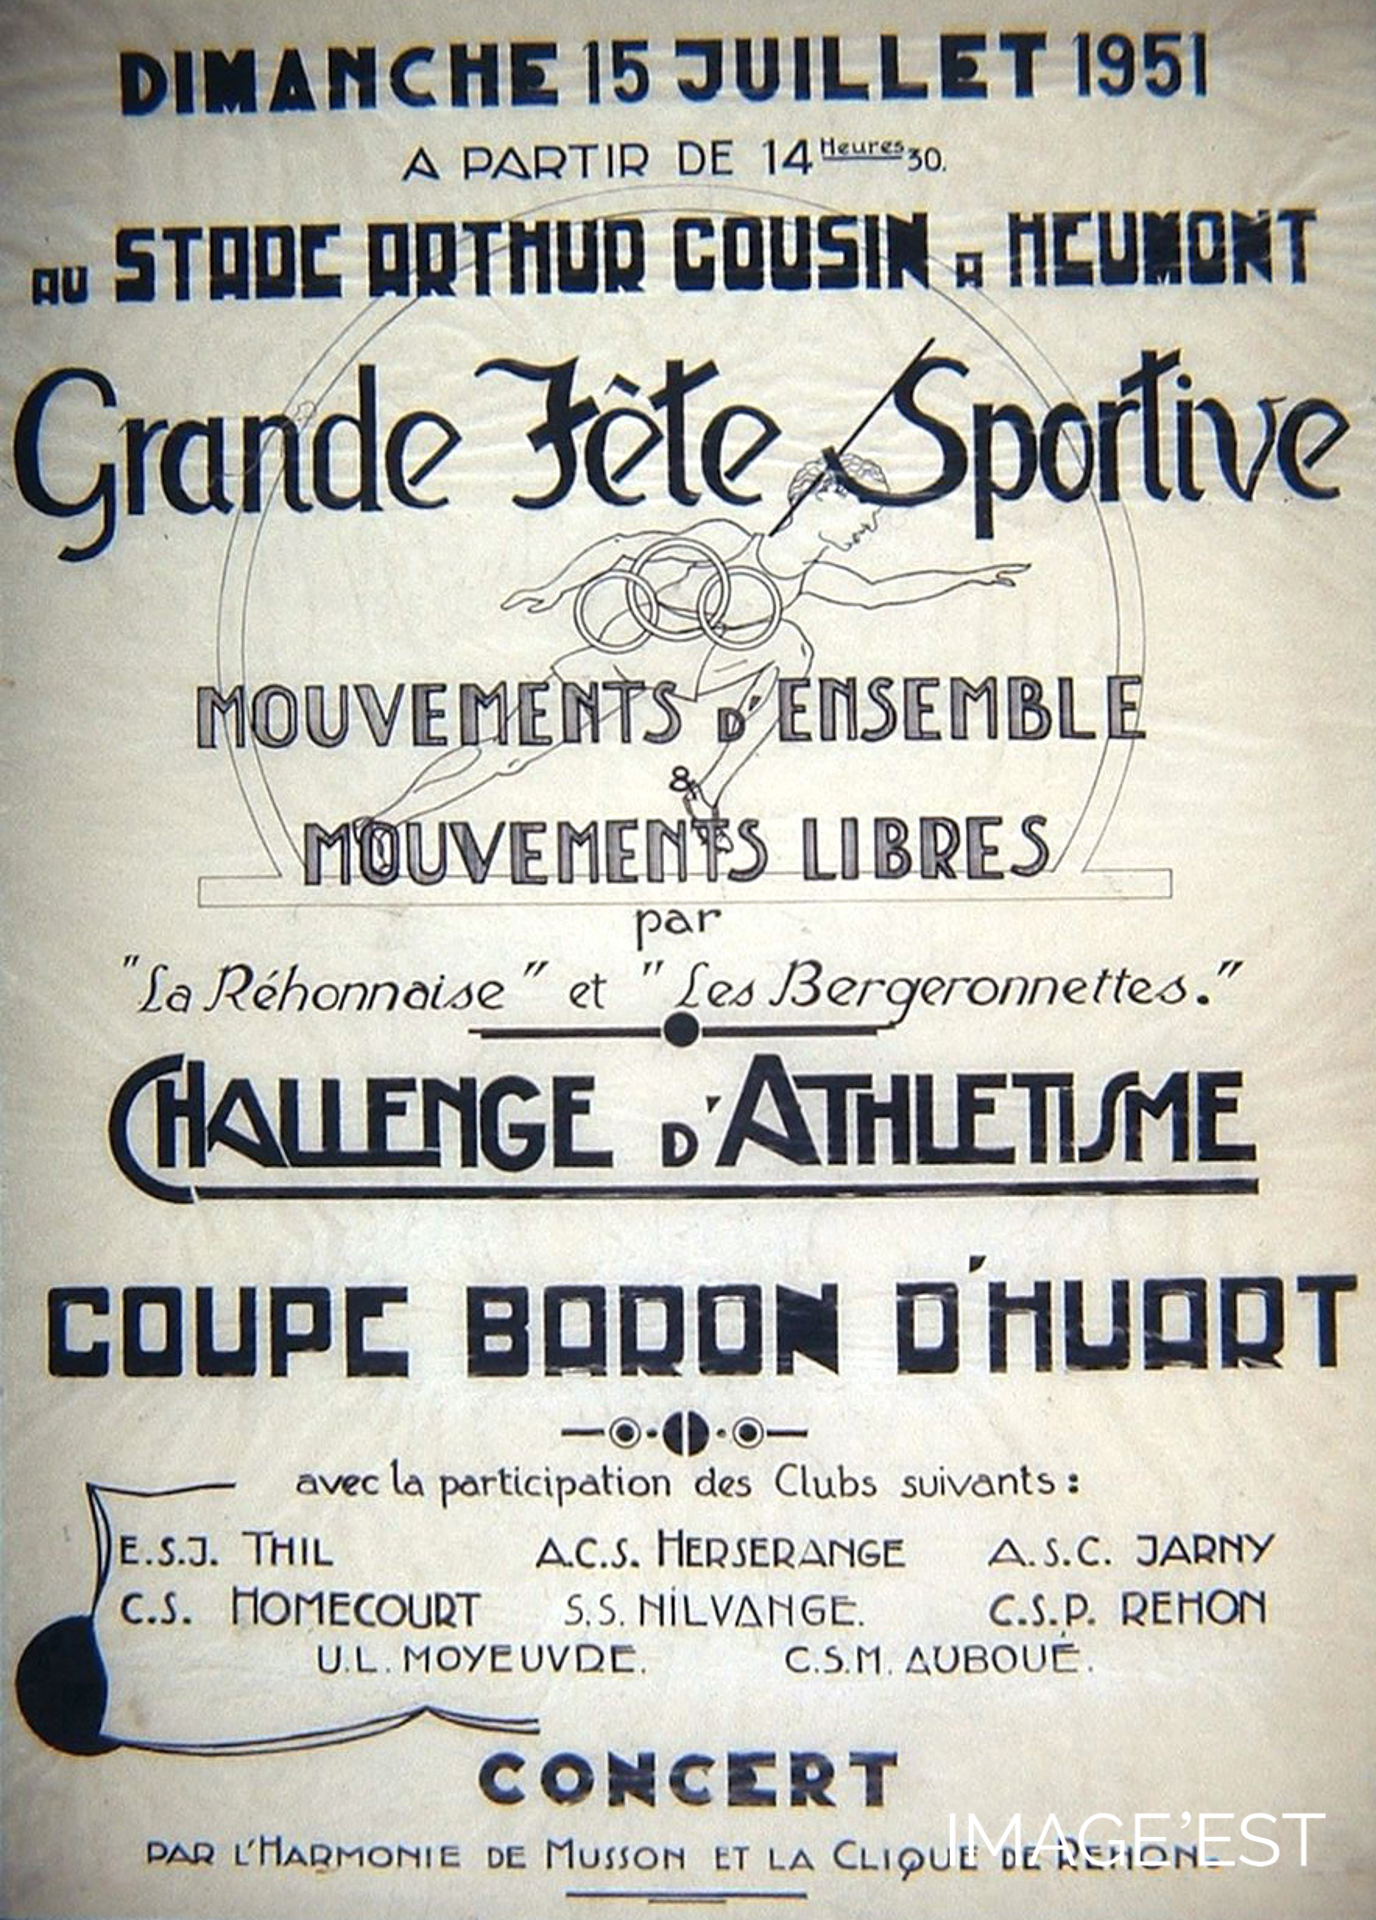 DIMANCHE 15 JUILLET 1951
A PARTIR DE 14 Heures 30.
AU STADE ARTHUR COUSIN A HEUMONT
Grande Fête Sportive
MOUVEMENTS D'ENSEMBLE
&
MOUVEMENTS LIBRES
par
"La Réhonnaise" et "Les Bergeronnettes."
CHALLENGE D'ATHLETISME
COUPE BARON D'HUART
avec la participation des Clubs suivants :
E.S.J. THIL A.C.S. HERSERANGE A.S.C. JARNY
C.S. HOMECOURT S.S. NILVANGE. C.S.P. REHON
U.L. MOYEUVRE. C.S.M. AUBOUÉ.
CONCERT
PAR L'HARMONIE DE MUSSON ET LA CLIQUE DE REHON.
IMAGE'EST